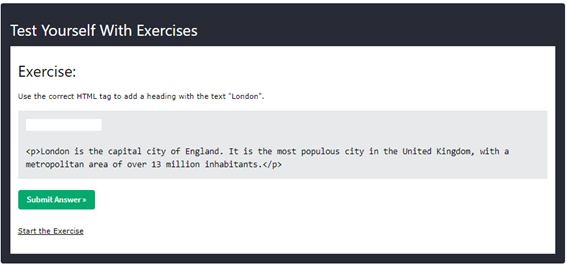 Test Yourself With Exercises
Exercise:
Use the correct HTML tag to add a heading with the text "London".
<p>London is the capital city of England. It is the most populous city in the United Kingdom, with a
metropolitan area of over 13 million inhabitants.</p>
Submit Answer »
Start the Exercise